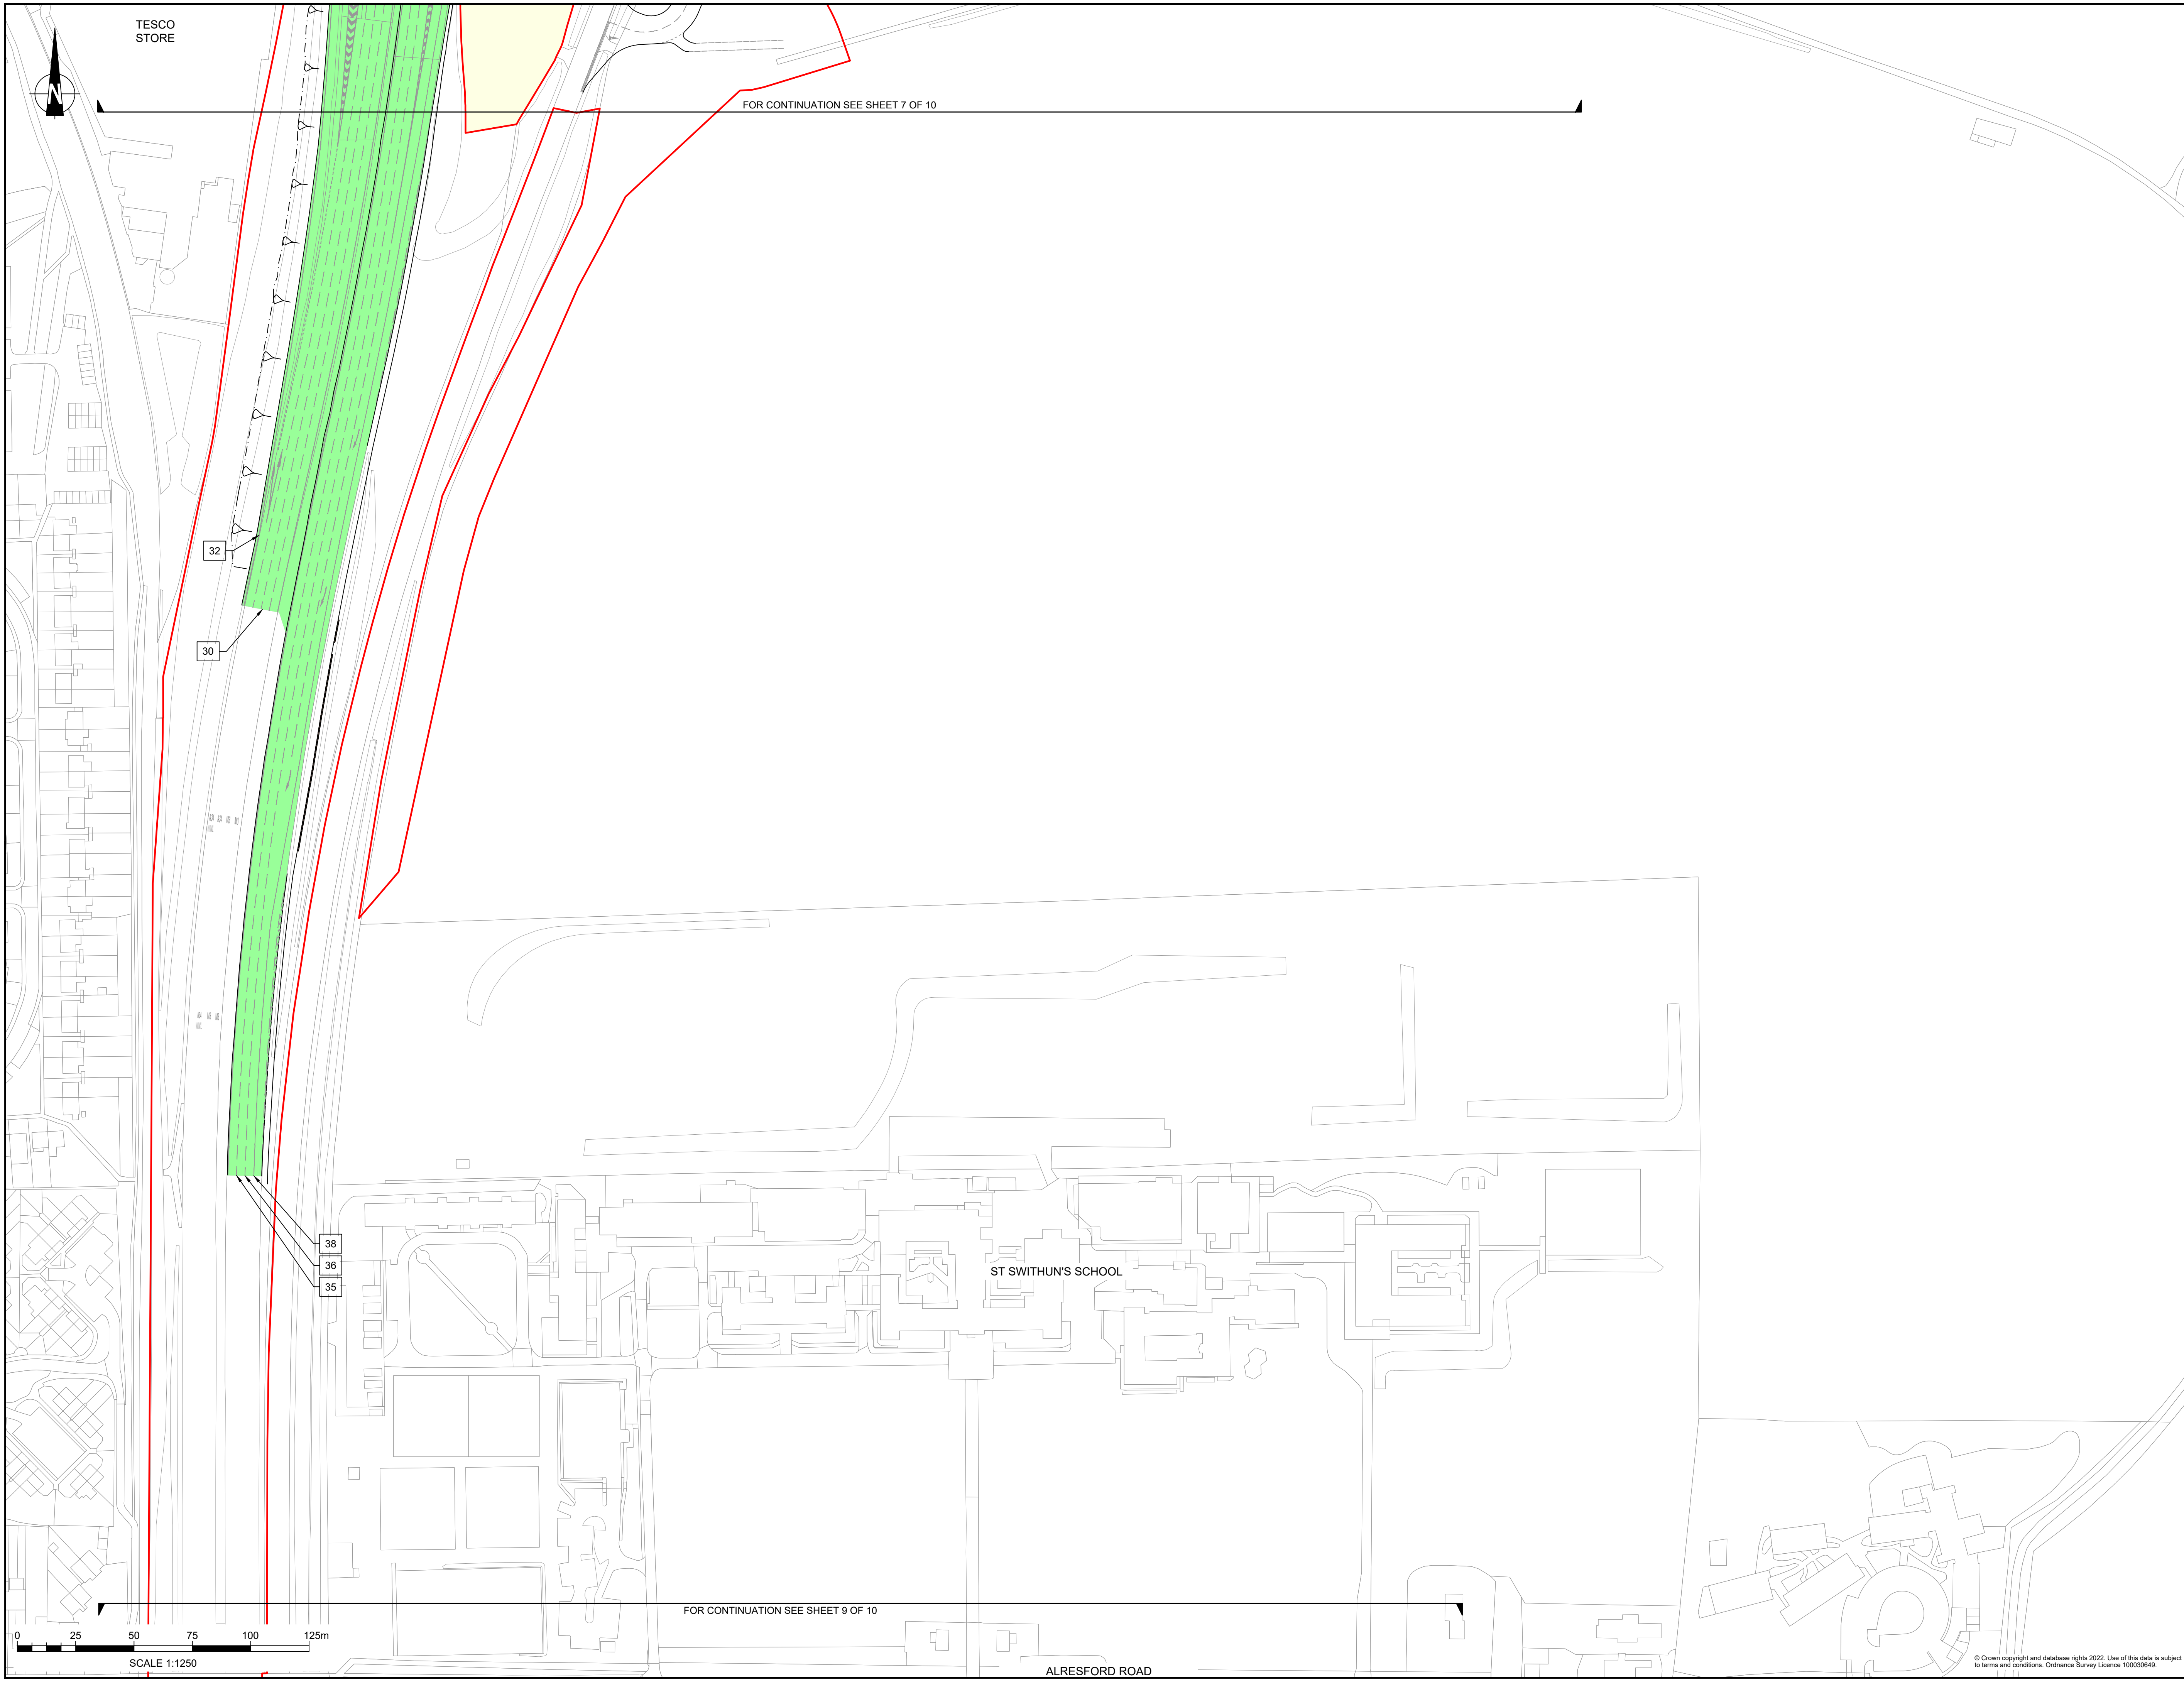 TESCO
STORE
N
FOR CONTINUATION SEE SHEET 7 OF 10
32
30
38
36
35
ST SWITHUN'S SCHOOL
FOR CONTINUATION SEE SHEET 9 OF 10
0 25 50 75 100 125m
SCALE 1:1250
ALRESFORD ROAD
© Crown copyright and database rights 2022. Use of this data is subject
to terms and conditions. Ordnance Survey Licence 100030649.